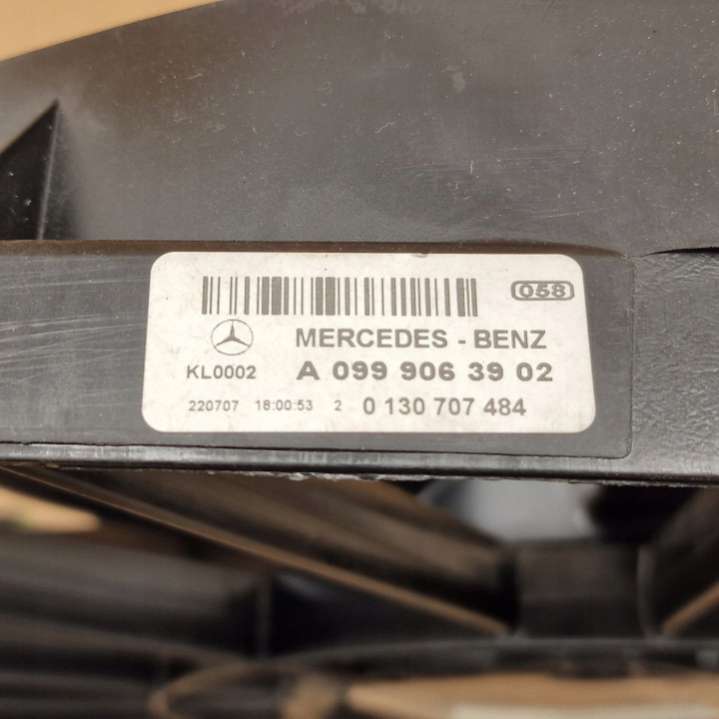 058
MERCEDES - BENZ
KL0002 A 099 906 39 02
220707 18:00:53 2 0 130 707 484